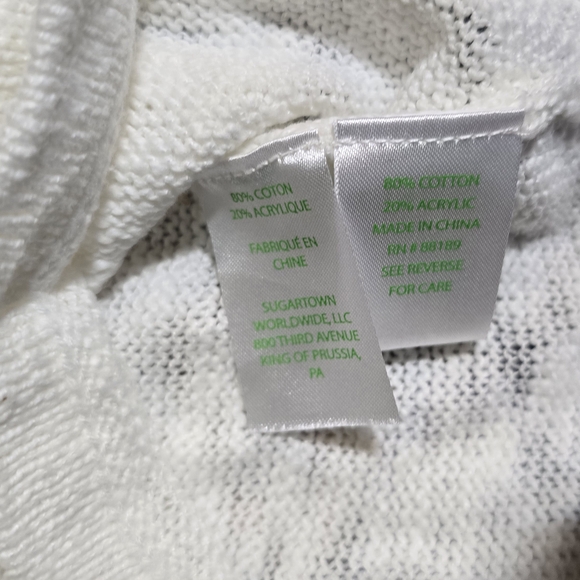 80% COTON
20% ACRYLIQUE
FABRIQUÉ EN
CHINE
SUGARTOWN
WORLDWIDE, LLC
800 THIRD AVENUE
KING OF PRUSSIA,
PA
80% COTTON
20% ACRYLIC
MADE IN CHINA
RN # 88189
SEE REVERSE
FOR CARE